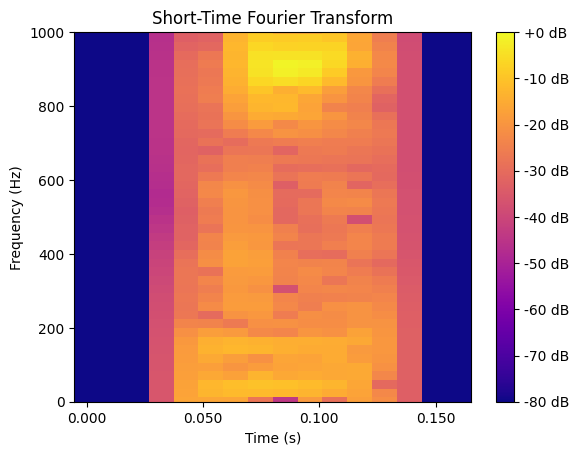 Short-Time Fourier Transform
1000
800
600
400
200
0
Frequency (Hz)
0.000
0.050
0.100
0.150
Time (s)
+0 dB
-10 dB
-20 dB
-30 dB
-40 dB
-50 dB
-60 dB
-70 dB
-80 dB